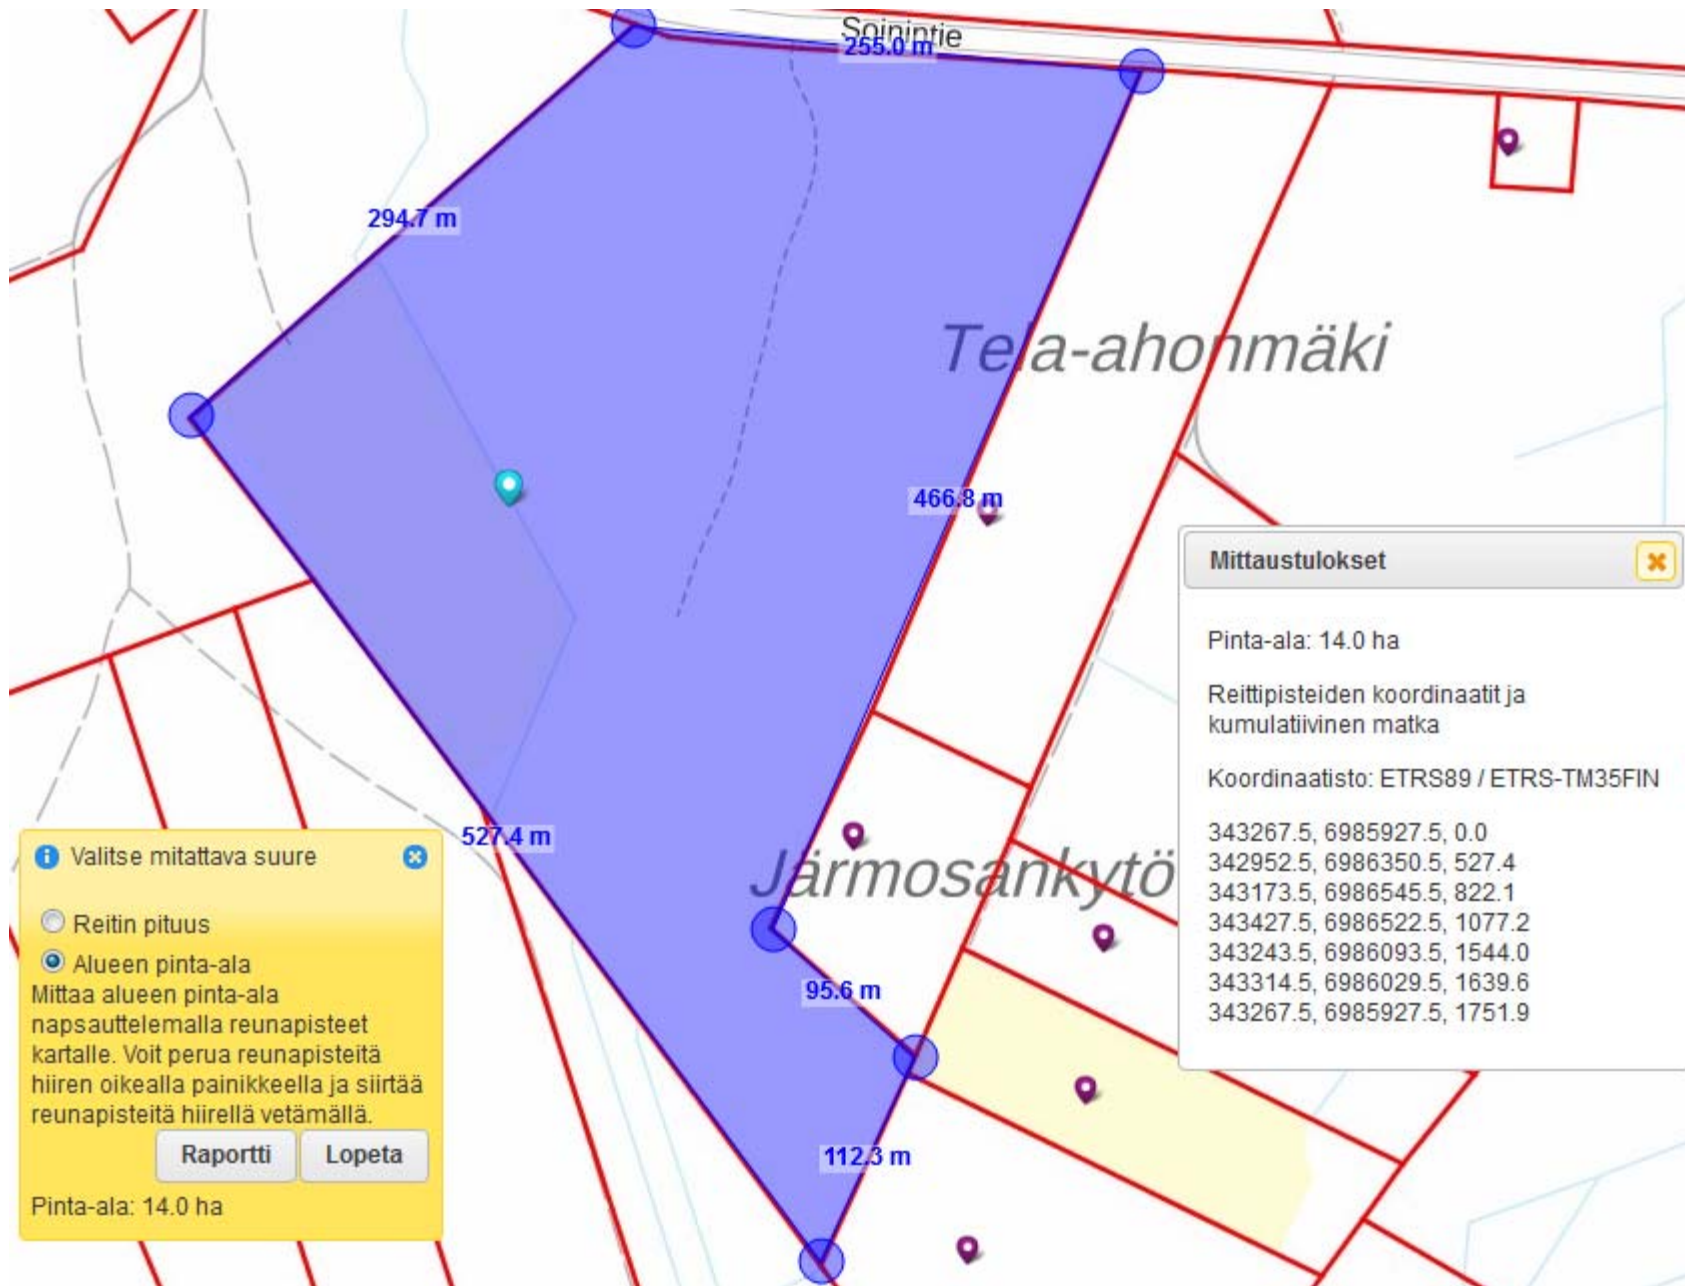 Soinintie
255.0 m
294.7 m
Tela-ahonmäki
466.8 m
Mittaustulokset
Pinta-ala: 14.0 ha
Reittipisteiden koordinaatit ja
kumulatiivinen matka
Koordinaatisto: ETRS89 / ETRS-TM35FIN
343267.5, 6985927.5, 0.0
342952.5, 6986350.5, 527.4
343173.5, 6986545.5, 822.1
343427.5, 6986522.5, 1077.2
343243.5, 6986093.5, 1544.0
343314.5, 6986029.5, 1639.6
343267.5, 6985927.5, 1751.9
527.4 m
Järmosankytö
95.6 m
112.3 m
Valitse mitattava suure
Reitin pituus
Alueen pinta-ala
Mittaa alueen pinta-ala
napsauttelemalla reunapisteet
kartalle. Voit perua reunapisteitä
hiiren oikealla painikkeella ja siirtää
reunapisteitä hiirellä vetämällä.
Raportti Lopeta
Pinta-ala: 14.0 ha